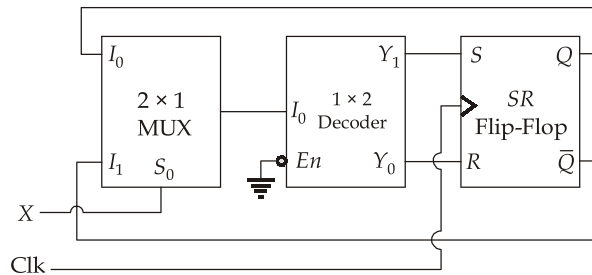 I₀
Y₁
S
Q
2 × 1
MUX
I₀
1 × 2
Decoder
SR
Flip-Flop
I₁
S₀
En
Y₀
R
Q̅
X
Clk